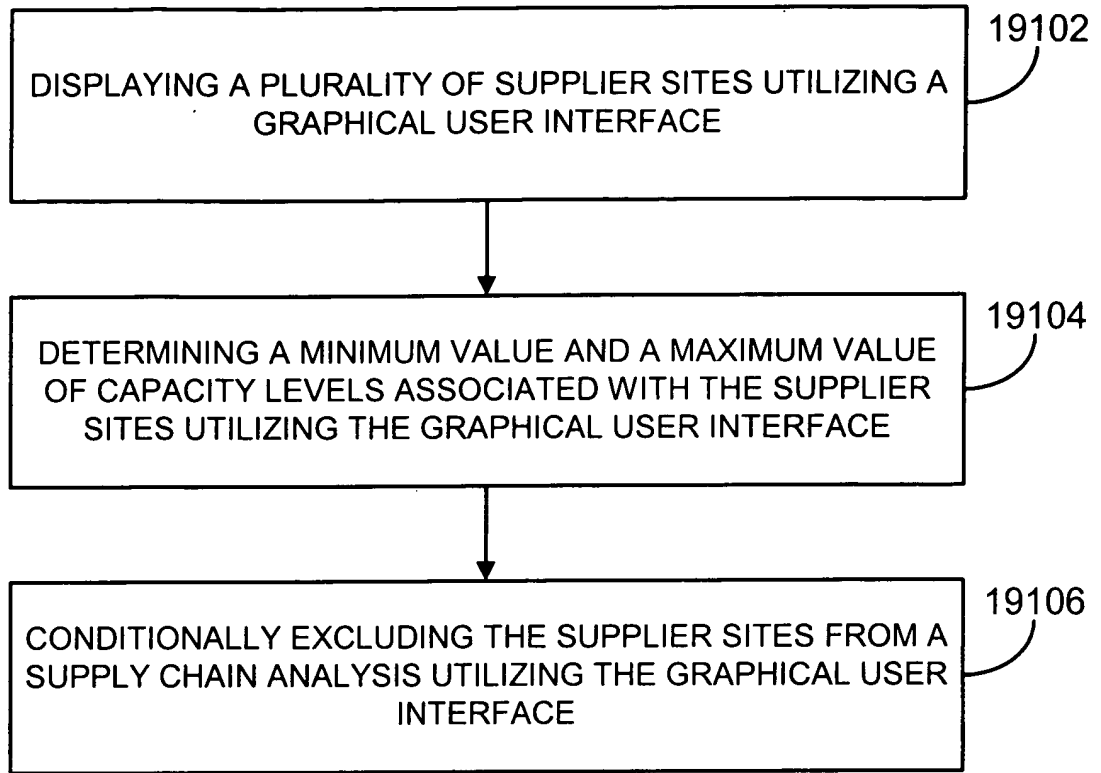 19102
DISPLAYING A PLURALITY OF SUPPLIER SITES UTILIZING A
GRAPHICAL USER INTERFACE
19104
DETERMINING A MINIMUM VALUE AND A MAXIMUM VALUE
OF CAPACITY LEVELS ASSOCIATED WITH THE SUPPLIER
SITES UTILIZING THE GRAPHICAL USER INTERFACE
19106
CONDITIONALLY EXCLUDING THE SUPPLIER SITES FROM A
SUPPLY CHAIN ANALYSIS UTILIZING THE GRAPHICAL USER
INTERFACE